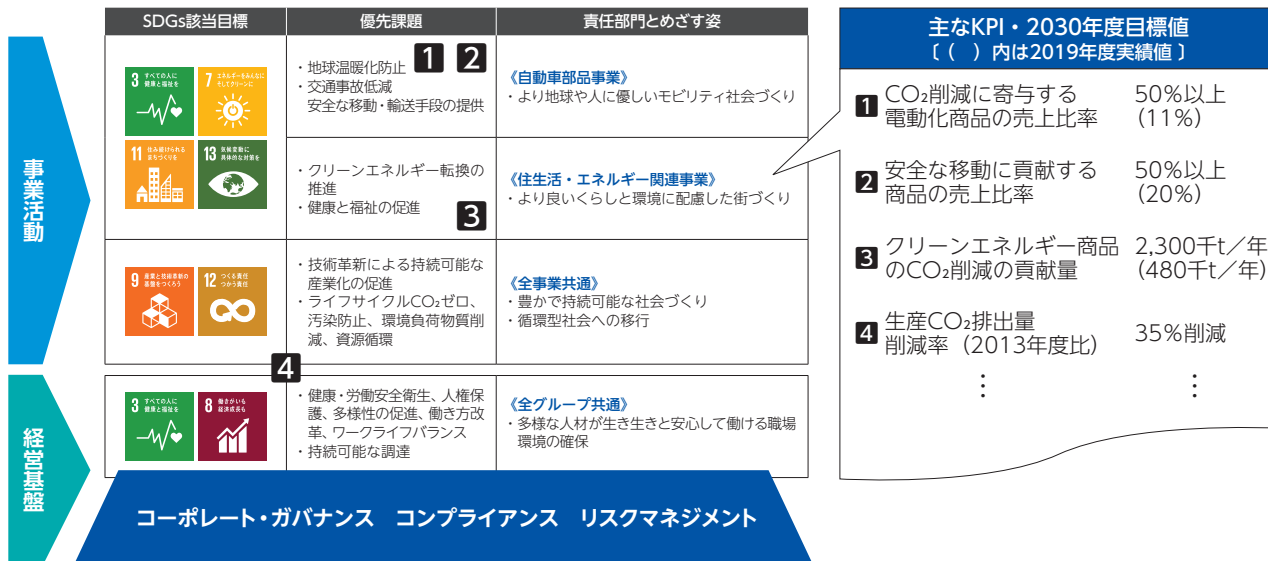 SDGs該当目標
優先課題
責任部門とめざす姿
事業活動
3 すべての人に
健康と福祉を
7 エネルギーをみんなに
そしてクリーンに
11 住み続けられる
まちづくりを
13 気候変動に
具体的な対策を
・地球温暖化防止
1 2
・交通事故低減
安全な移動・輸送手段の提供
《自動車部品事業》
・より地球や人に優しいモビリティ社会づくり
・クリーンエネルギー転換の
推進
・健康と福祉の促進
3
《住生活・エネルギー関連事業》
・より良いくらしと環境に配慮した街づくり
9 産業と技術革新の
基盤をつくろう
12 つくる責任
つかう責任
・技術革新による持続可能な
産業化の促進
・ライフサイクルCO₂ゼロ、
汚染防止、環境負荷物質削
減、資源循環
《全事業共通》
・豊かで持続可能な社会づくり
・循環型社会への移行
4
経営基盤
3 すべての人に
健康と福祉を
8 働きがいも
経済成長も
・健康・労働安全衛生、人権保
護、多様性の促進、働き方改
革、ワークライフバランス
・持続可能な調達
《全グループ共通》
・多様な人材が生き生きと安心して働ける職場
環境の確保
コーポレート・ガバナンス コンプライアンス リスクマネジメント
主なKPI・2030年度目標値
〔（ ）内は2019年度実績値〕
1 CO₂削減に寄与する 50%以上
電動化商品の売上比率 (11%)
2 安全な移動に貢献する 50%以上
商品の売上比率 (20%)
3 クリーンエネルギー商品 2,300千t／年
のCO₂削減の貢献量 (480千t／年)
4 生産CO₂排出量
削減率（2013年度比） 35%削減
⋮ ⋮